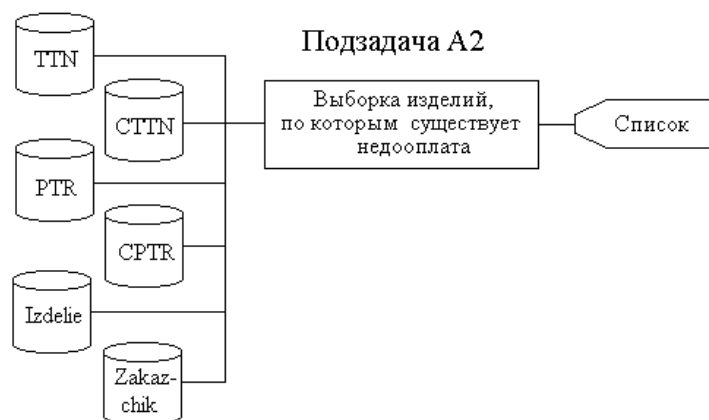 Подзадача А2
TTN
CTTN
PTR
CPTR
Izdelie
Zakaz-
chik
Выборка изделий,
по которым существует
недооплата
Список